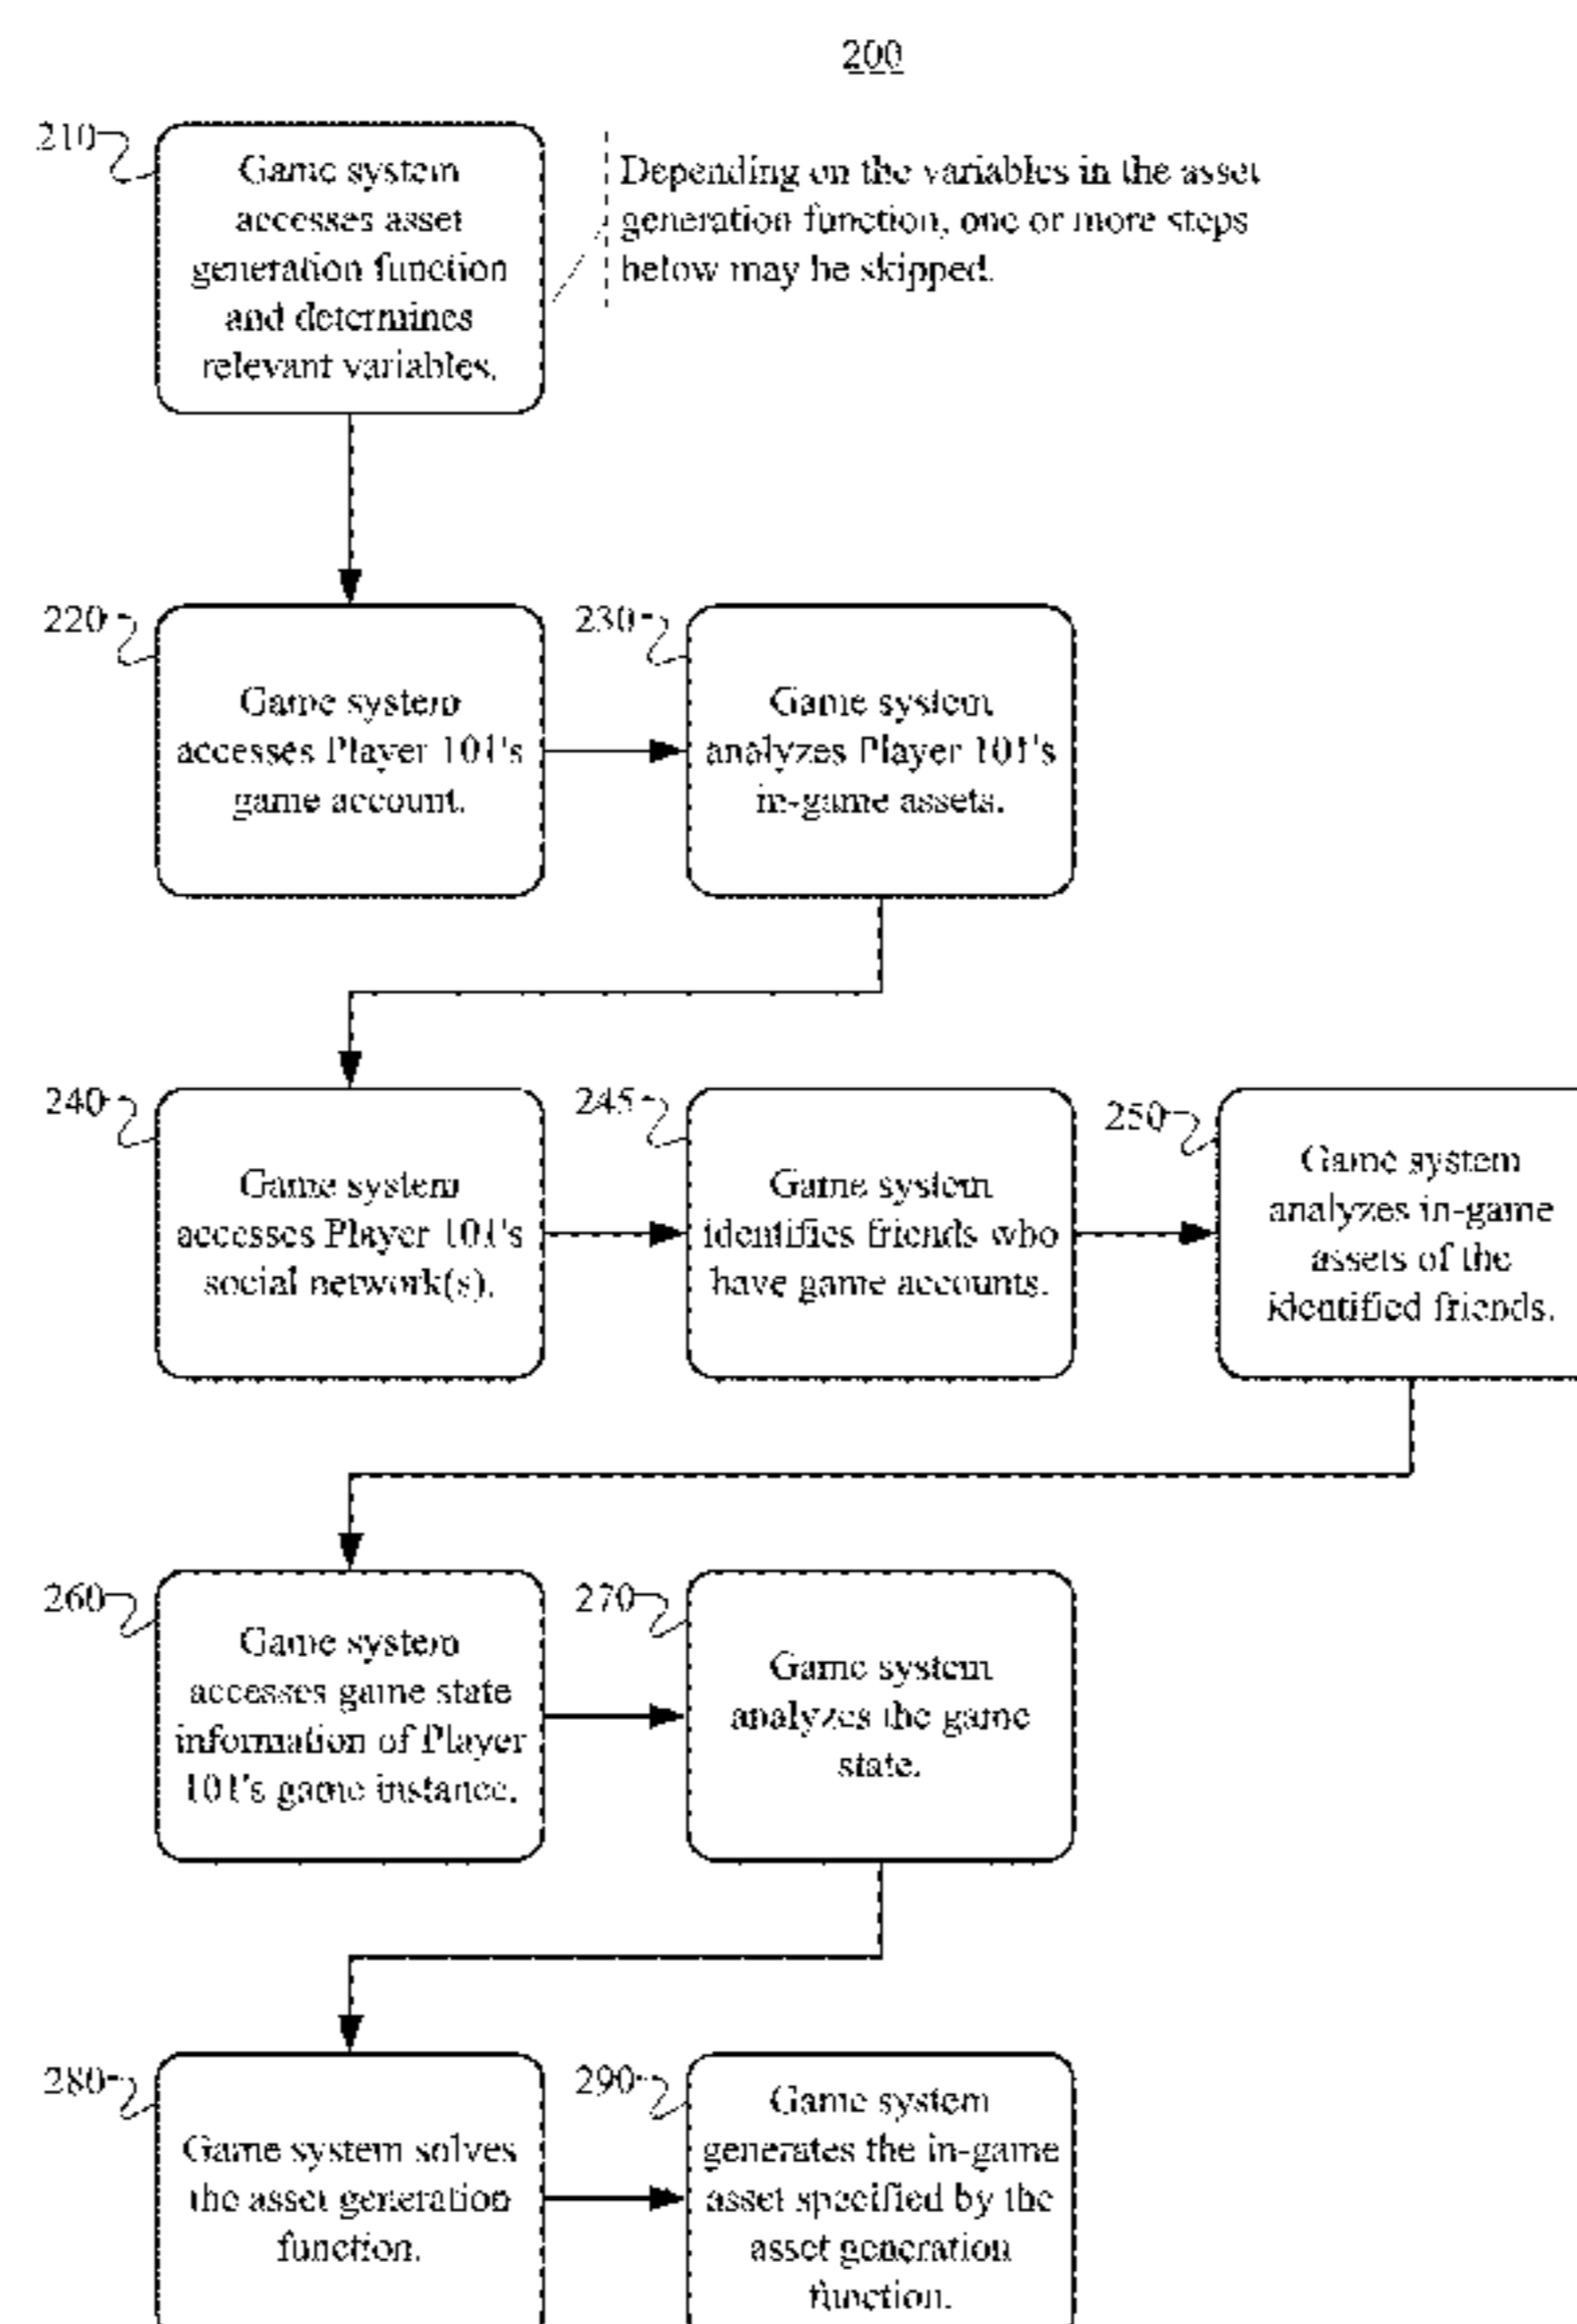 200
210
Game system
accesses asset
generation function
and determines
relevant variables.
Depending on the variables in the asset
generation function, one or more steps
below may be skipped.
220
Game system
accesses Player 101's
game account.
230
Game system
analyzes Player 101's
in-game assets.
240
Game system
accesses Player 101's
social network(s).
245
Game system
identifies friends who
have game accounts.
250
Game system
analyzes in-game
assets of the
identified friends.
260
Game system
accesses game state
information of Player
101's game instance.
270
Game system
analyzes the game
state.
280
Game system solves
the asset generation
function.
290
Game system
generates the in-game
asset specified by the
asset generation
function.